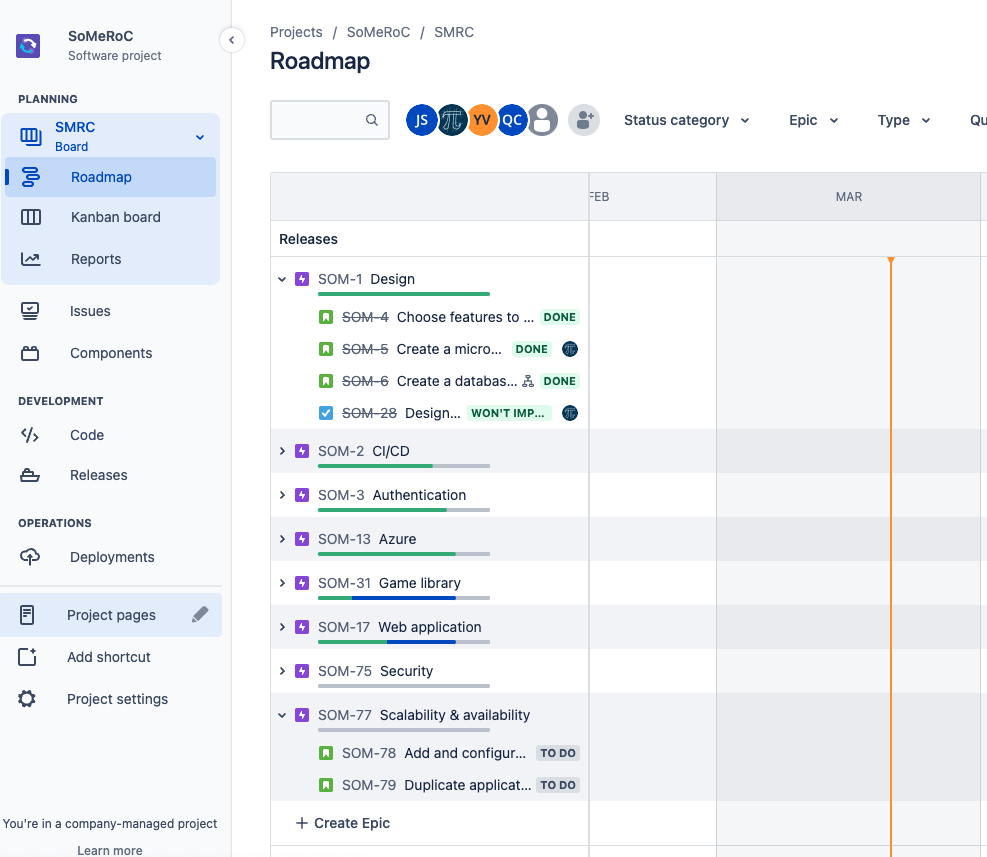 SoMeRoC
Software project
PLANNING
SMRC
Board
Roadmap
Kanban board
Reports
Issues
Components
DEVELOPMENT
Code
Releases
OPERATIONS
Deployments
Project pages
Add shortcut
Project settings
You're in a company-managed project
Learn more
Projects / SoMeRoC / SMRC
Roadmap
JS YV QC Status category Epic Type Qu
FEB MAR
Releases
SOM-1 Design
SOM-4 Choose features to ... DONE
SOM-5 Create a micro... DONE
SOM-6 Create a databas... DONE
SOM-28 Design... WON'T IMP...
SOM-2 CI/CD
SOM-3 Authentication
SOM-13 Azure
SOM-31 Game library
SOM-17 Web application
SOM-75 Security
SOM-77 Scalability & availability
SOM-78 Add and configur... TO DO
SOM-79 Duplicate applicat... TO DO
+ Create Epic